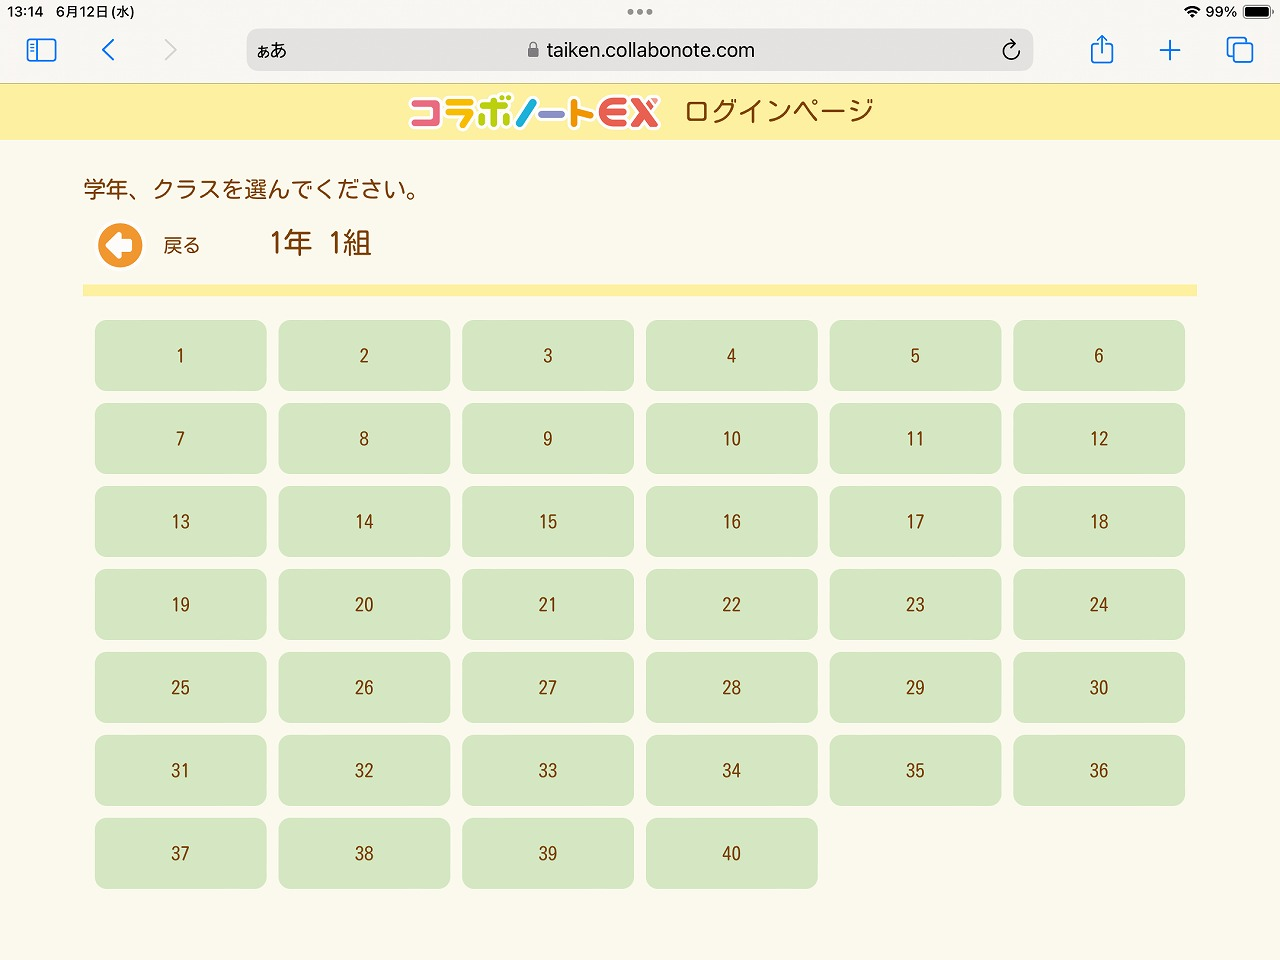 13:14 6月12日(水)
99%
ぁあ
taiken.collabonote.com
コラボノートEX ログインページ
学年、クラスを選んでください。
戻る 1年 1組
1 2 3 4 5 6
7 8 9 10 11 12
13 14 15 16 17 18
19 20 21 22 23 24
25 26 27 28 29 30
31 32 33 34 35 36
37 38 39 40